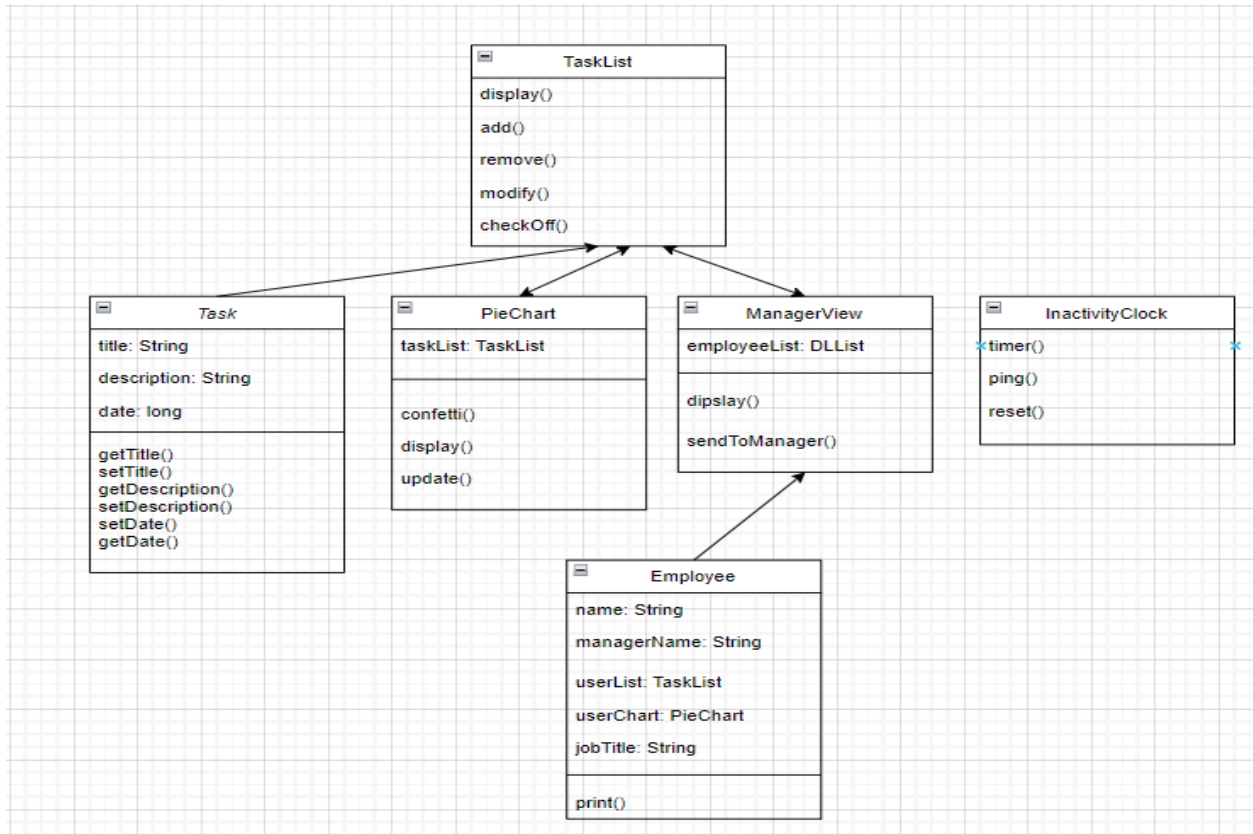 TaskList
display()
add()
remove()
modify()
checkOff()
Task
title: String
description: String
date: long
getTitle()
setTitle()
getDescription()
setDescription()
setDate()
getDate()
PieChart
taskList: TaskList
confetti()
display()
update()
ManagerView
employeeList: DLList
dipslay()
sendToManager()
InactivityClock
timer()
ping()
reset()
Employee
name: String
managerName: String
userList: TaskList
userChart: PieChart
jobTitle: String
print()